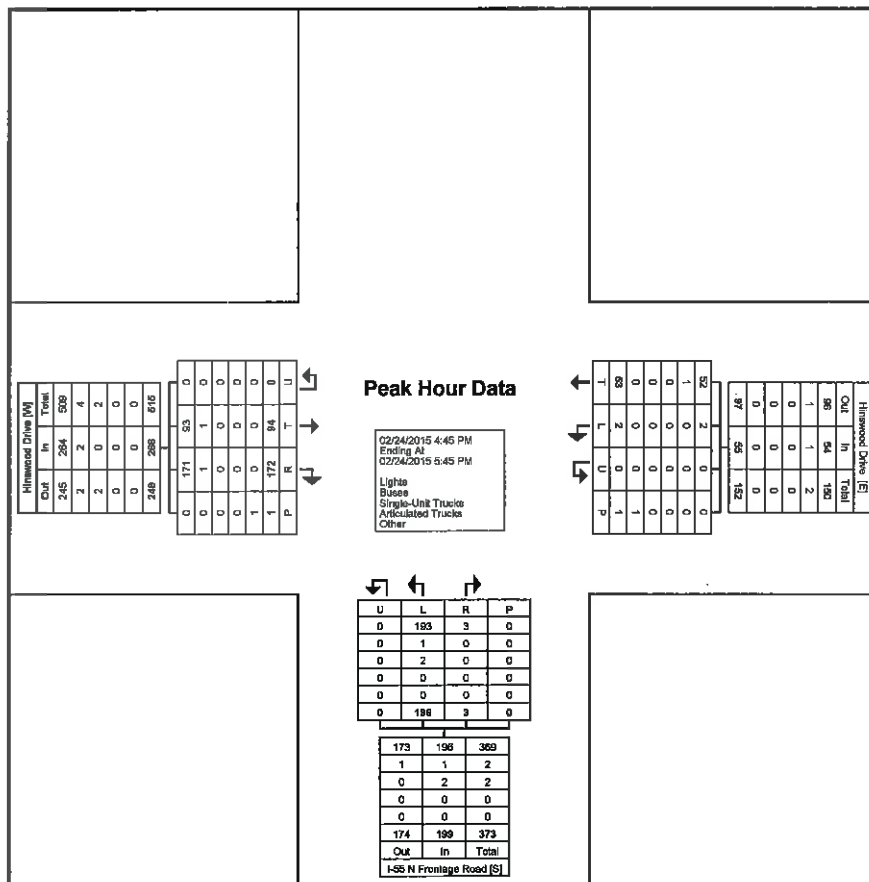 Peak Hour Data
02/24/2015 4:45 PM
Ending At
02/24/2015 5:45 PM
Lights
Buses
Single-Unit Trucks
Articulated Trucks
Other
Hinswood Drive [W]
Total 509 4 2 0 0 515
In 264 2 0 0 0 266
Out 245 2 2 0 0 249
0 0 0 0 0 0 U
93 1 0 0 0 94 T
171 1 0 0 0 172 R
0 0 0 0 1 1 P
T 53 0 0 0 1 52
L 2 0 0 0 0 2
U 0 0 0 0 0 0
P 1 1 0 0 0 0
97 0 0 0 1 96 Out
55 0 0 0 1 54 In
152 0 0 0 2 150 Total
Hinswood Drive [E]
U L R P
0 193 3 0
0 1 0 0
0 2 0 0
0 0 0 0
0 0 0 0
0 196 3 0
173 196 369
1 1 2
0 2 2
0 0 0
0 0 0
174 199 373
Out In Total
I-55 N Frontage Road [S]